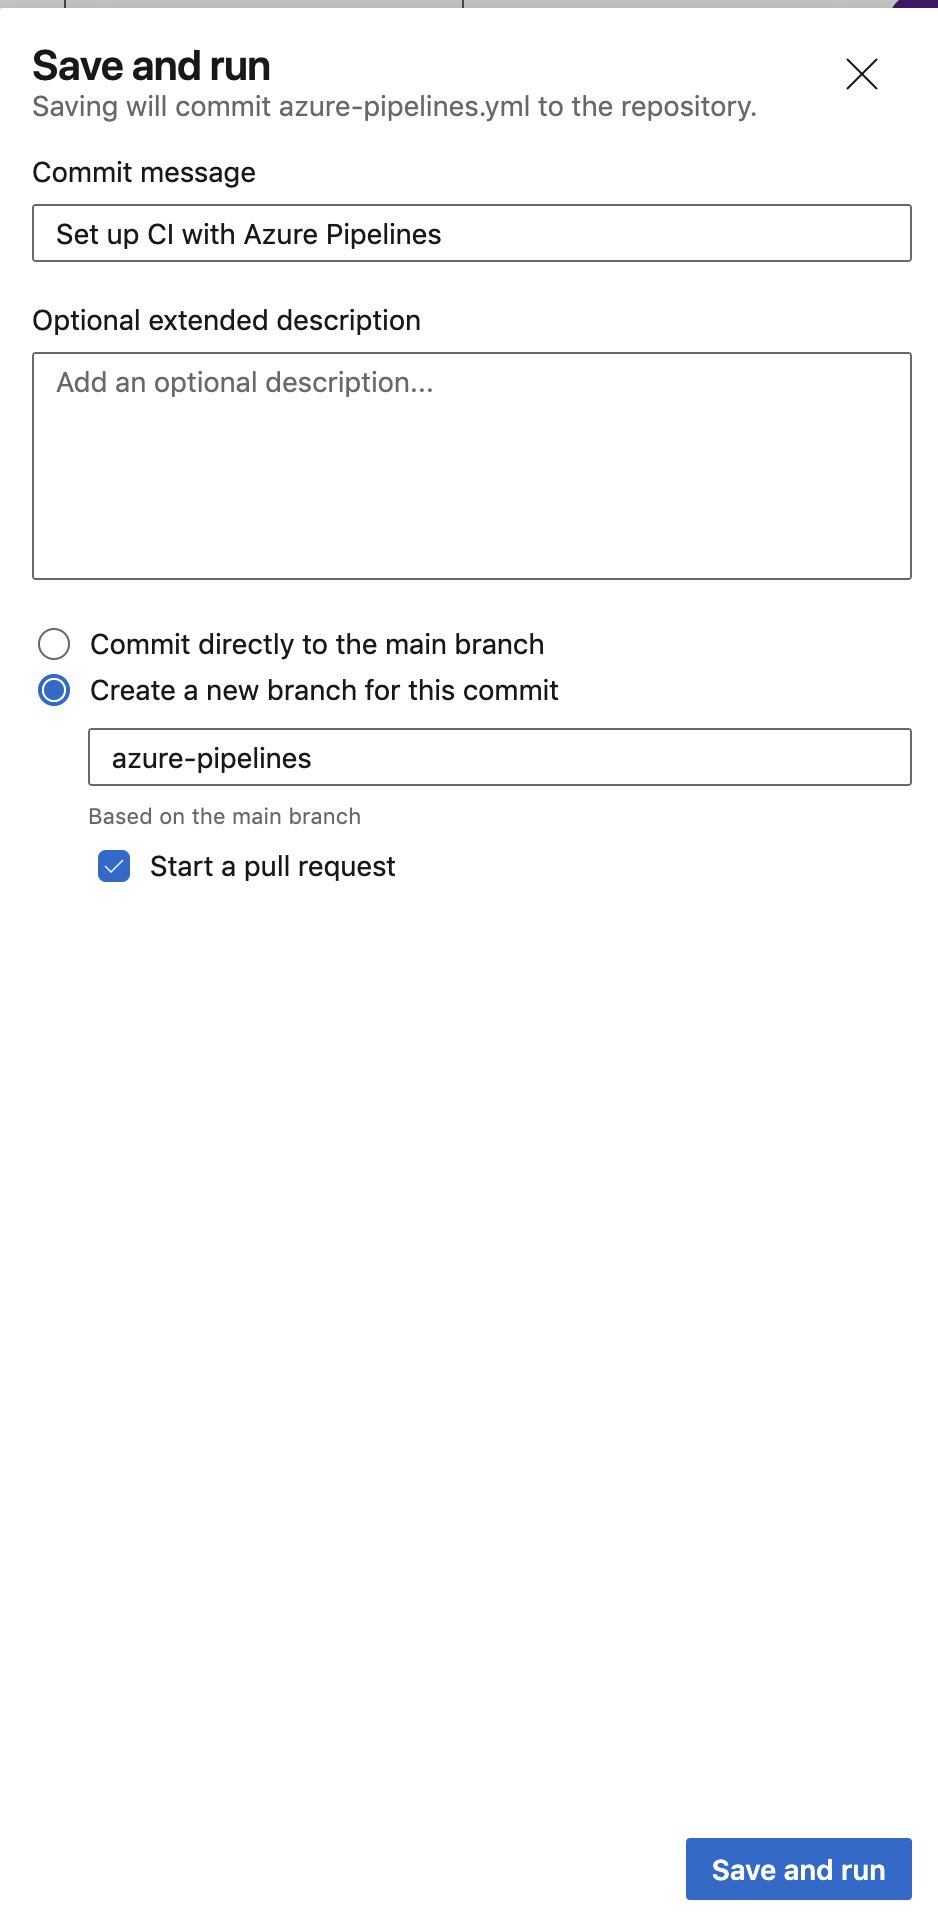 Save and run
Saving will commit azure-pipelines.yml to the repository.
Commit message
Set up CI with Azure Pipelines
Optional extended description
Add an optional description...
Commit directly to the main branch
Create a new branch for this commit
azure-pipelines
Based on the main branch
Start a pull request
Save and run